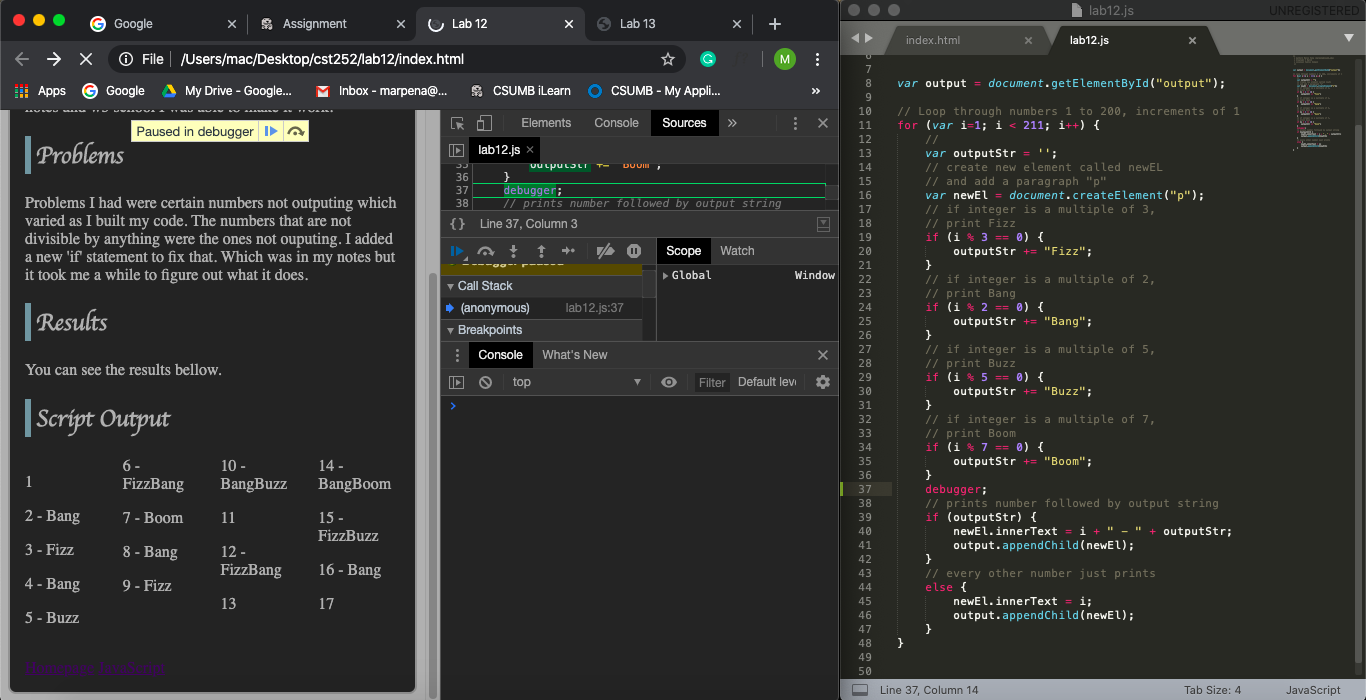 Google
Assignment
Lab 12
Lab 13
File
/Users/mac/Desktop/cst252/lab12/index.html
M
Apps
Google
My Drive - Google...
Inbox - marpena@...
CSUMB iLearn
CSUMB - My Appli...
»
Paused in debugger
Problems
Problems I had were certain numbers not outputing which
varied as I built my code. The numbers that are not
divisible by anything were the ones not ouputing. I added
a new 'if' statement to fix that. Which was in my notes but
it took me a while to figure out what it does.
Results
You can see the results bellow.
Script Output
1
2 - Bang
3 - Fizz
4 - Bang
5 - Buzz
6 -
FizzBang
7 - Boom
8 - Bang
9 - Fizz
10 -
BangBuzz
11
12 -
FizzBang
13
14 -
BangBoom
15 -
FizzBuzz
16 - Bang
17
Elements
Console
Sources
»
lab12.js
35 outputStr += "Boom";
36 }
37 debugger;
38 // prints number followed by output string
{ } Line 37, Column 3
Scope
Watch
Debugger paused
Call Stack
(anonymous) lab12.js:37
Breakpoints
Global Window
Console
What's New
top
Filter
Default leve
lab12.js
UNREGISTERED
index.html
lab12.js
6
7
8 var output = document.getElementById("output");
9
10 // Loop through numbers 1 to 200, increments of 1
11 for (var i=1; i < 211; i++) {
12 //
13 var outputStr = '';
14 // create new element called newEL
15 // and add a paragraph "p"
16 var newEl = document.createElement("p");
17 // if integer is a multiple of 3,
18 // print Fizz
19 if (i % 3 == 0) {
20 outputStr += "Fizz";
21 }
22 // if integer is a multiple of 2,
23 // print Bang
24 if (i % 2 == 0) {
25 outputStr += "Bang";
26 }
27 // if integer is a multiple of 5,
28 // print Buzz
29 if (i % 5 == 0) {
30 outputStr += "Buzz";
31 }
32 // if integer is a multiple of 7,
33 // print Boom
34 if (i % 7 == 0) {
35 outputStr += "Boom";
36 }
37 debugger;
38 // prints number followed by output string
39 if (outputStr) {
40 newEl.innerText = i + " - " + outputStr;
41 output.appendChild(newEl);
42 }
43 // every other number just prints
44 else {
45 newEl.innerText = i;
46 output.appendChild(newEl);
47 }
48 }
49
50
Line 37, Column 14
Tab Size: 4
JavaScript